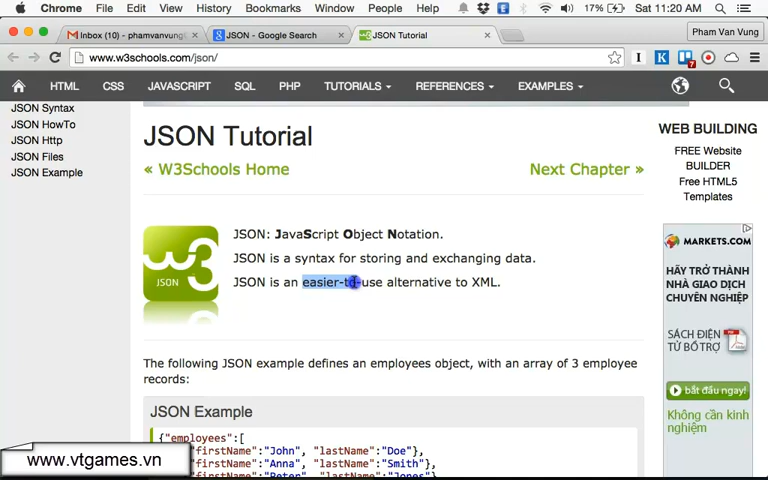 Chrome File Edit View History Bookmarks Window People Help 17% Sat 11:20 AM
Inbox (10) - phamvanvung JSON - Google Search JSON Tutorial Pham Van Vung
www.w3schools.com/json/
7
HTML CSS JAVASCRIPT SQL PHP TUTORIALS REFERENCES EXAMPLES
JSON Syntax
JSON HowTo
JSON Http
JSON Files
JSON Example
JSON Tutorial
« W3Schools Home Next Chapter »
w3
JSON
JSON: JavaScript Object Notation.
JSON is a syntax for storing and exchanging data.
JSON is an easier-to-use alternative to XML.
The following JSON example defines an employees object, with an array of 3 employee
records:
JSON Example
{"employees":[
"firstName":"John", "lastName":"Doe"},
"firstName":"Anna", "lastName":"Smith"},
"firstName":"Peter", "lastName":"Jones"}
WEB BUILDING
FREE Website
BUILDER
Free HTML5
Templates
MARKETS.COM
HÃY TRỞ THÀNH
NHÀ GIAO DỊCH
CHUYÊN NGHIỆP
SÁCH ĐIỆN
TỬ BỔ TRỢ
bắt đầu ngay!
Không cần kinh
nghiệm
www.vtgames.vn